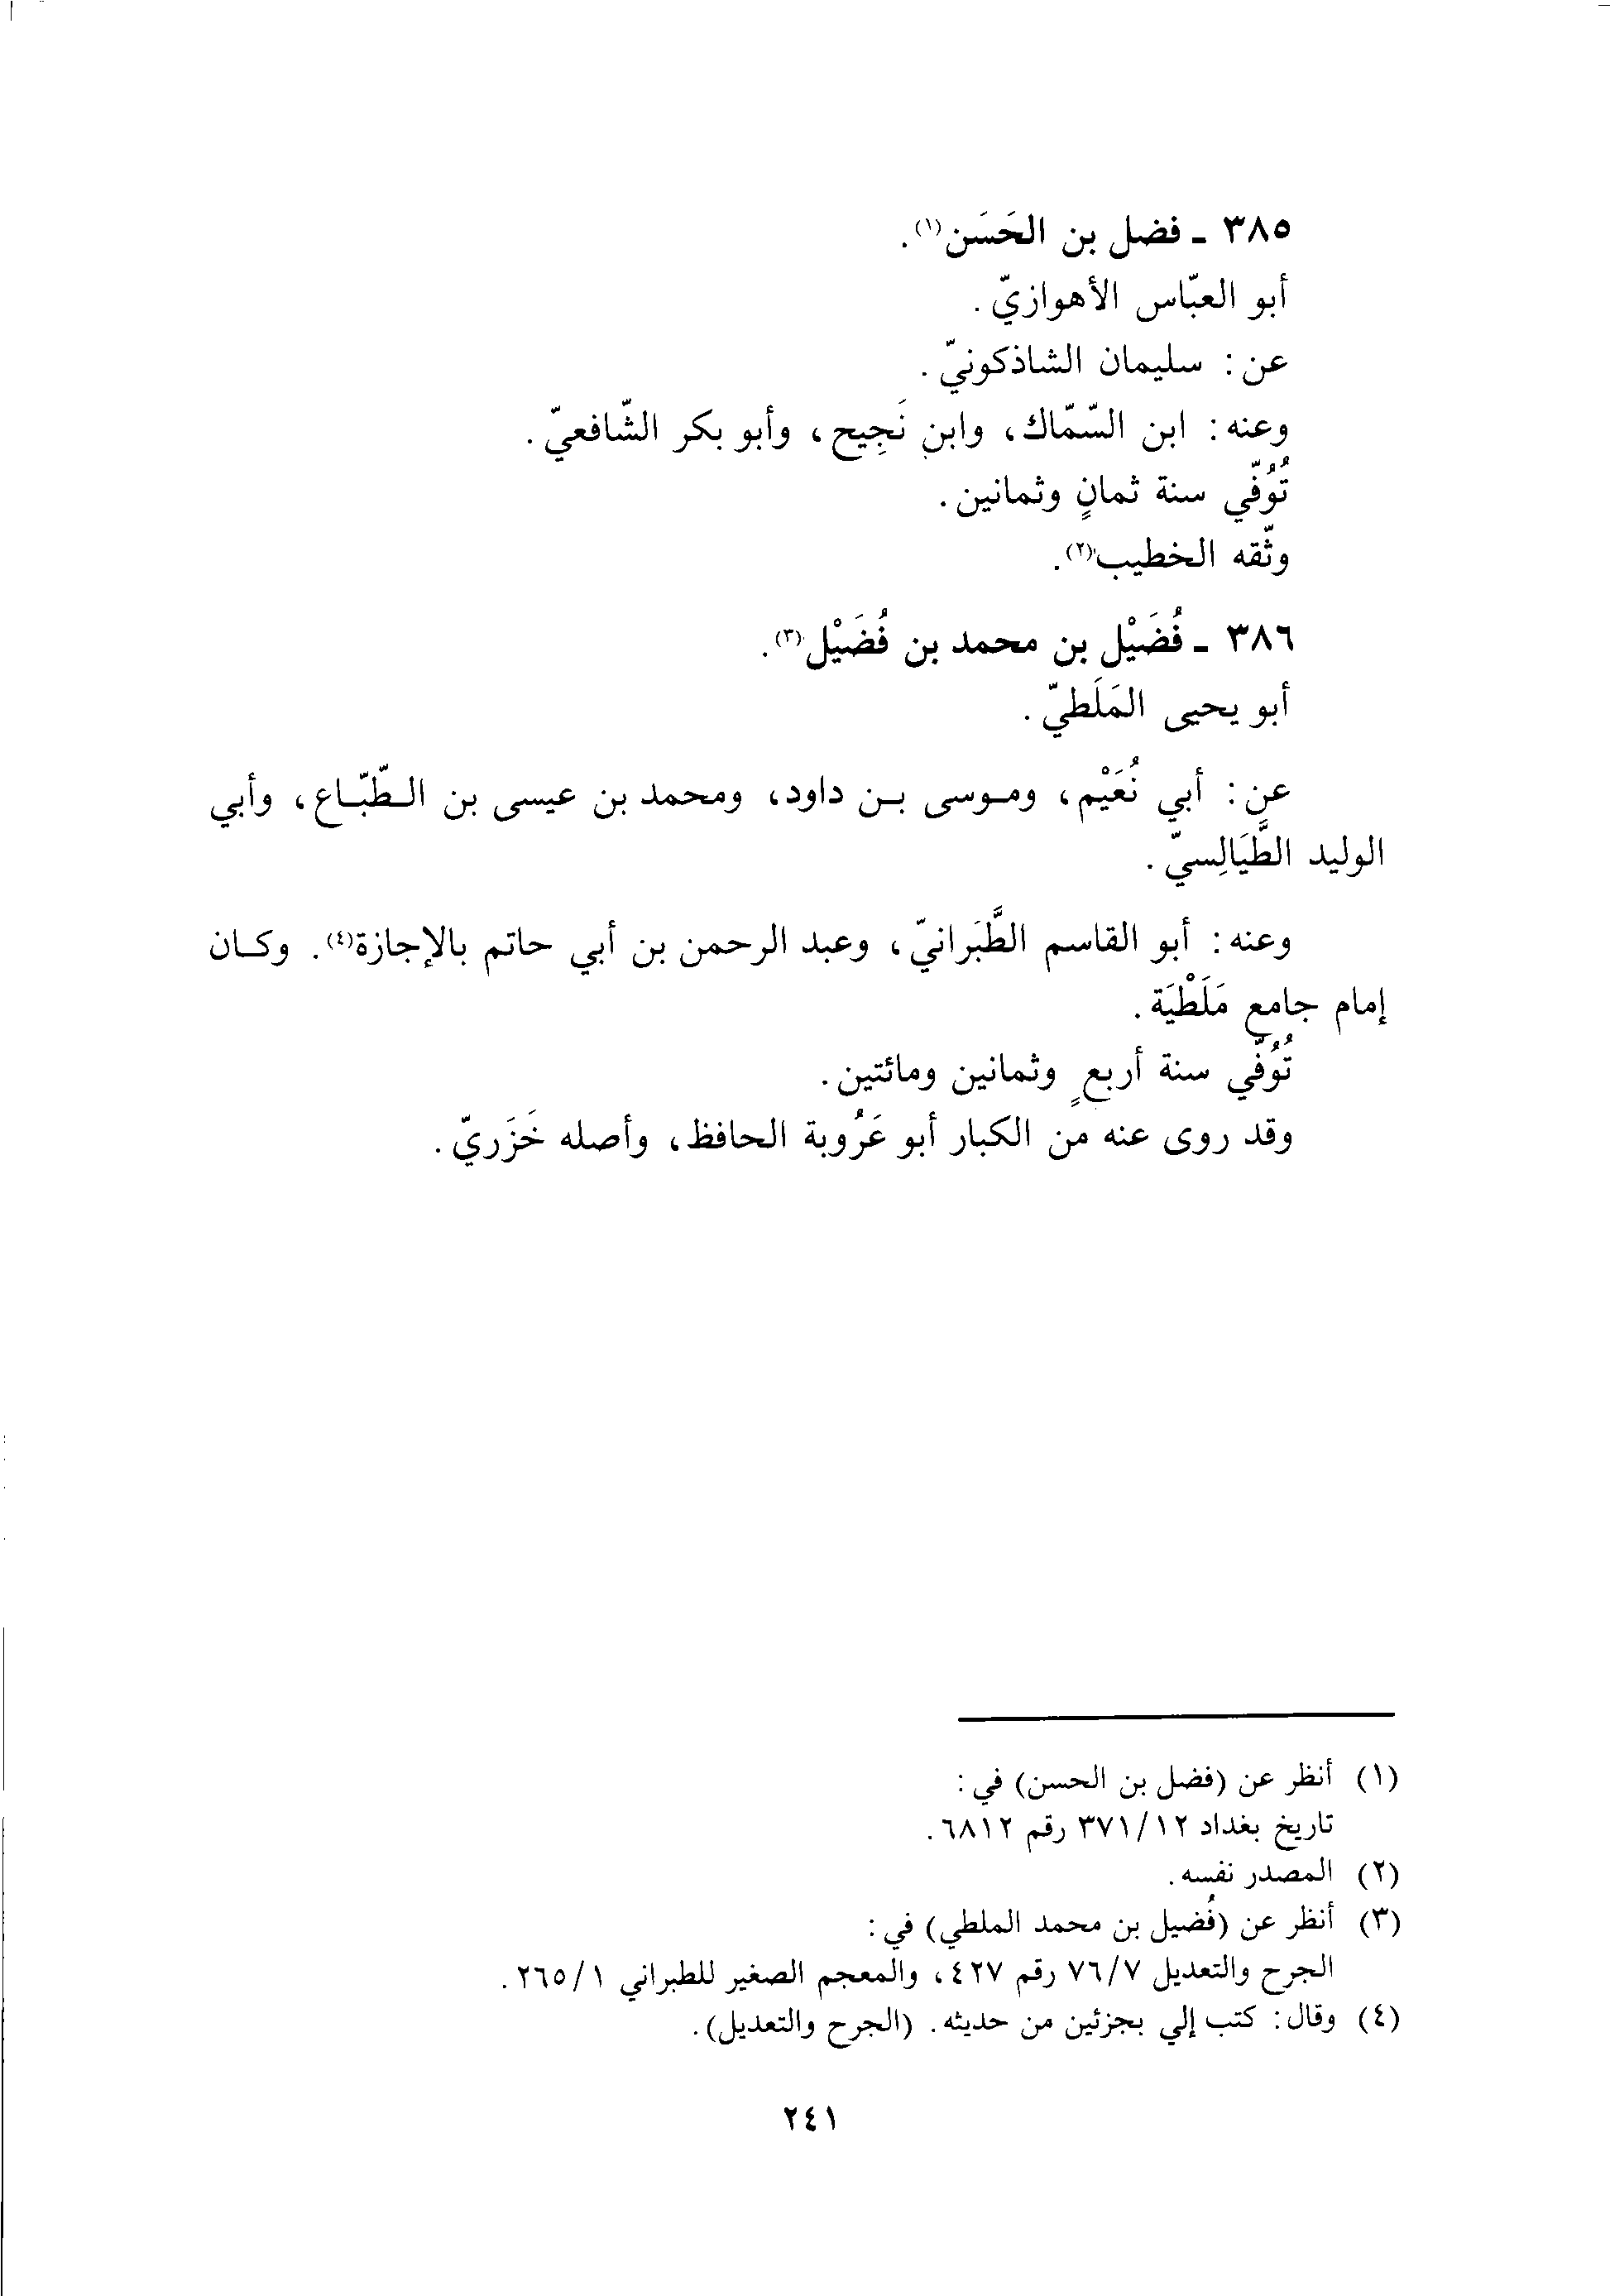 ٣٨٥ ـ فضل بن الحَسَن(١).
أبو العبّاس الأهوازيّ.
عن: سليمان الشاذكونيّ.
وعنه: ابن السّمّاك، وابن نَجِيح، وأبو بكر الشّافعيّ.
تُوُفّي سنة ثمانٍ وثمانين.
وثّقه الخطيب(٢).
٣٨٦ ـ فُضَيْل بن محمد بن فُضَيْل(٣).
أبو يحيى المَلَطيّ.
عن: أبي نُعَيْم، وموسى بن داود، ومحمد بن عيسى بن الطّبّاع، وأبي
الوليد الطَّيَالِسيّ.
وعنه: أبو القاسم الطَّبَرانيّ، وعبد الرحمن بن أبي حاتم بالإجازة(٤). وكان
إمام جامع مَلَطْيَة.
تُوُفّي سنة أربعٍ وثمانين ومائتين.
وقد روى عنه من الكبار أبو عَرُوبة الحافظ، وأصله خَزَريّ.
(١) أنظر عن (فضل بن الحسن) في:
تاريخ بغداد ٣٧١/١٢ رقم ٦٨١٢.
(٢) المصدر نفسه.
(٣) أنظر عن (فُضيل بن محمد الملطي) في:
الجرح والتعديل ٧٦/٧ رقم ٤٢٧، والمعجم الصغير للطبراني ٢٦٥/١.
(٤) وقال: كتب إلي بجزئين من حديثه. (الجرح والتعديل).
٢٤١